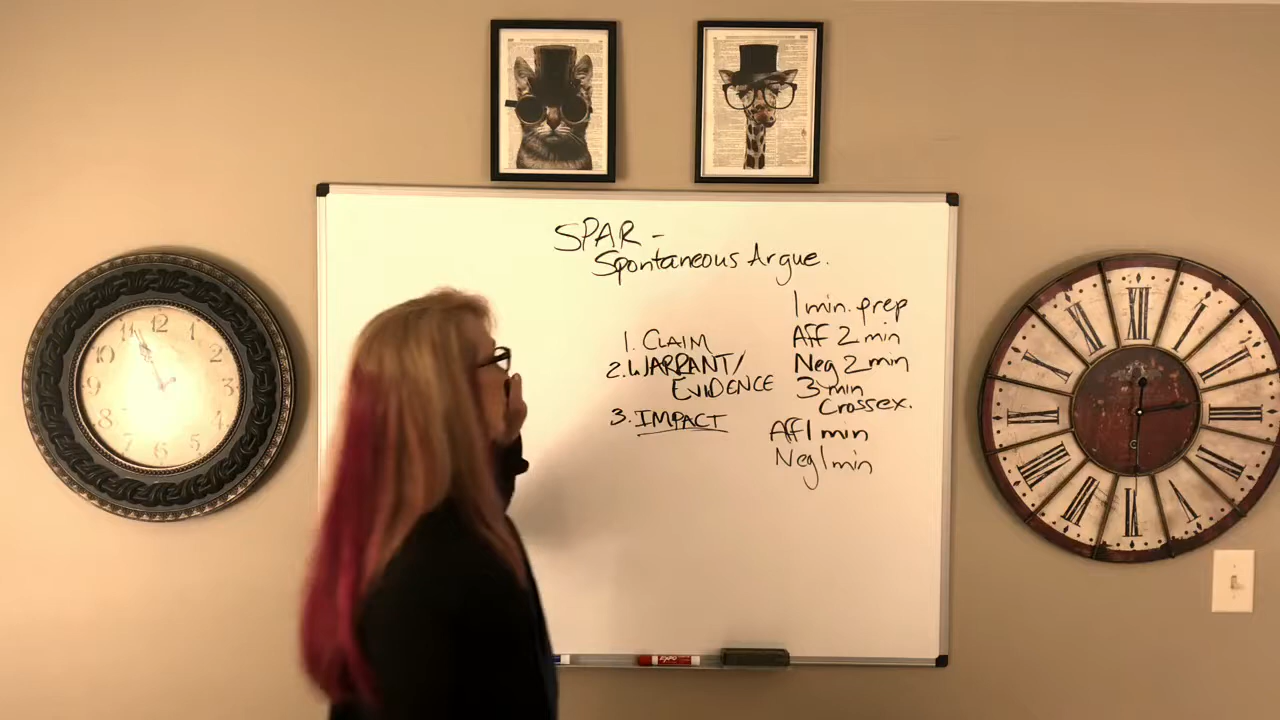 SPAR -
Spontaneous Argue.
1. CLAIM
2. WARRANT/
EVIDENCE
3. IMPACT
1 min. prep
Aff 2 min
Neg 2 min
3 min
Crossex.
Aff 1 min
Neg 1 min